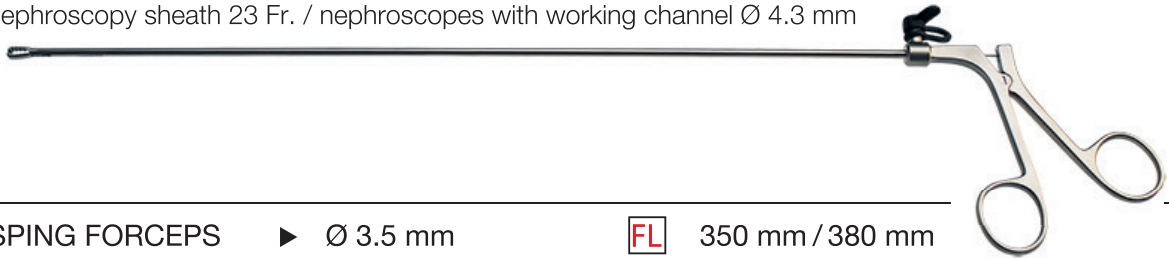 ephroscopy sheath 23 Fr. / nephroscopes with working channel Ø 4.3 mm
SPING FORCEPS ▶ Ø 3.5 mm FL 350 mm / 380 mm